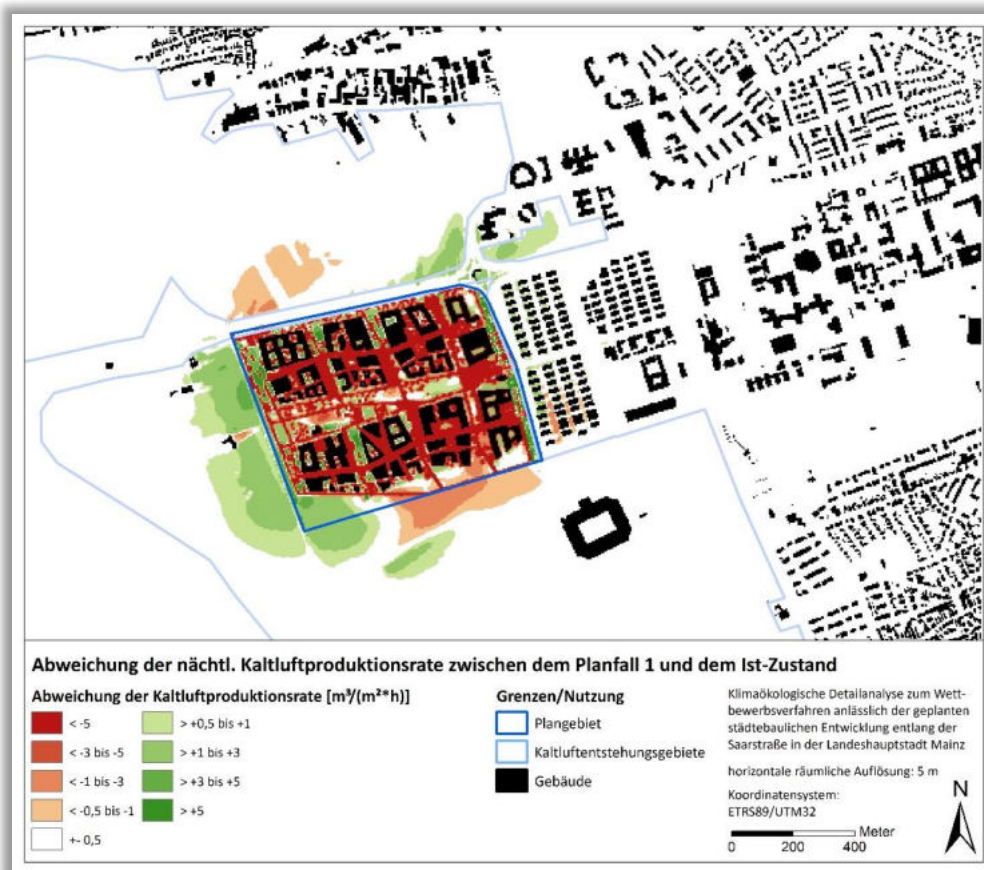 Abweichung der nächtl. Kaltluftproduktionsrate zwischen dem Planfall 1 und dem Ist-Zustand
Abweichung der Kaltluftproduktionsrate [m³/(m²*h)]
< -5
< -3 bis -5
< -1 bis -3
< -0,5 bis -1
+- 0,5
> +0,5 bis +1
> +1 bis +3
> +3 bis +5
> +5
Grenzen/Nutzung
Plangebiet
Kaltluftentstehungsgebiete
Gebäude
Klimaökologische Detailanalyse zum Wett-
bewerbsverfahren anlässlich der geplanten
städtebaulichen Entwicklung entlang der
Saarstraße in der Landeshauptstadt Mainz
horizontale räumliche Auflösung: 5 m
Koordinatensystem:
ETRS89/UTM32
Meter
0 200 400
N